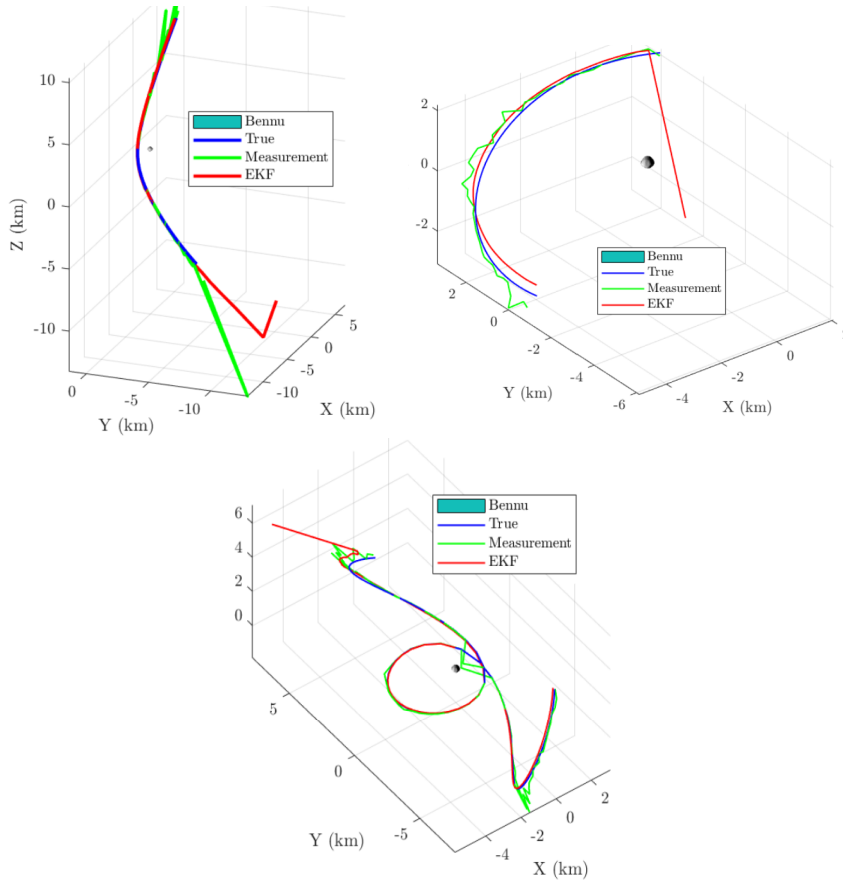 10
5
0
-5
-10
Z (km)
Bennu
True
Measurement
EKF
0
-5
-10
Y (km)
-10
-5
0
5
X (km)
2
0
-2
Bennu
True
Measurement
EKF
2
0
-2
-4
-6
Y (km)
-4
-2
0
X (km)
6
4
2
0
Bennu
True
Measurement
EKF
5
0
-5
Y (km)
-4
-2
0
2
X (km)